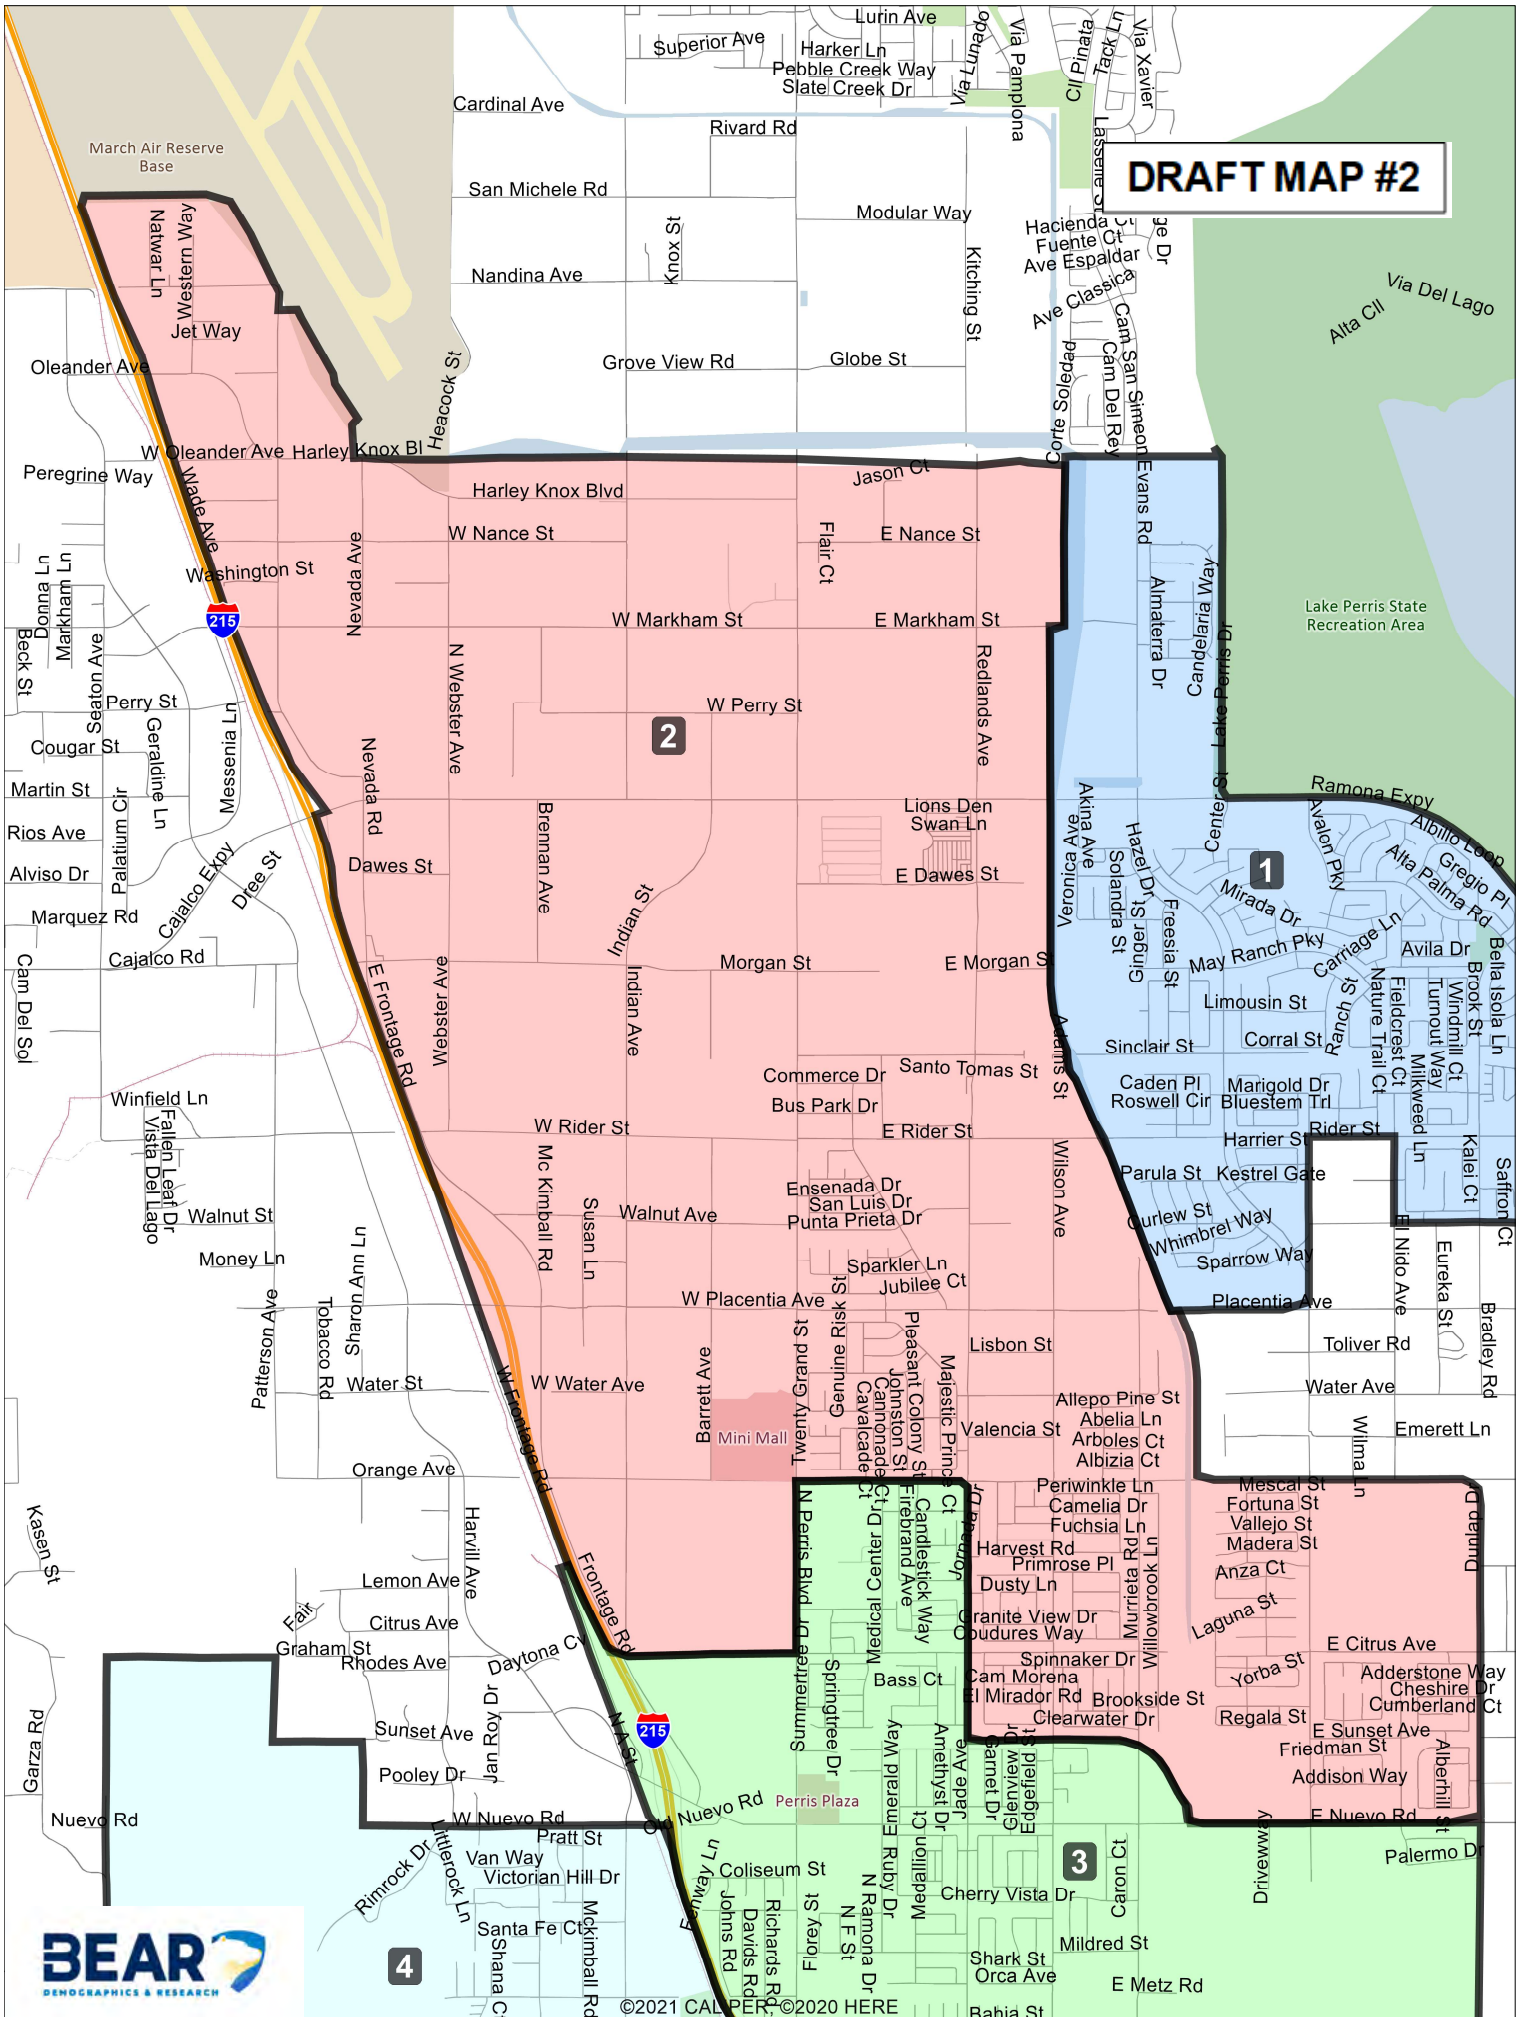 Lurin Ave
Superior Ave
Harker Ln
Pebble Creek Way
Slate Creek Dr
Via Lunado
Via Pamplona
Cll Pinata
Tack Ln
Via Xavier
Cardinal Ave
Rivard Rd
March Air Reserve
Base
DRAFT MAP #2
San Michele Rd
Modular Way
Lasselle St
Hacienda Ct
Fuente Ct
Ave Espaldar
ge Dr
Natwar Ln
Western Way
Knox St
Nandina Ave
Kitching St
Ave Classica
Via Del Lago
Alta Cll
Jet Way
Oleander Ave
Grove View Rd
Globe St
Heacock St
Corte Soledad
Cam Del Rey
Cam San Simeon
W Oleander Ave
Harley Knox Bl
Peregrine Way
Wade Ave
Harley Knox Blvd
Jason Ct
Evans Rd
W Nance St
Flair Ct
E Nance St
Nevada Ave
Washington St
Donna Ln
Markham Ln
Beck St
Seaton Ave
215
W Markham St
E Markham St
Almaterra Dr
Candelaria Way
Lake Perris Dr
Lake Perris State
Recreation Area
Perry St
N Webster Ave
W Perry St
Redlands Ave
2
Cougar St
Geraldine Ln
Messenia Ln
Nevada Rd
Martin St
Palatium Cir
Rios Ave
Brennan Ave
Lions Den
Swan Ln
Akina Ave
Veronica Ave
Center St
Ramona Expy
Avalon Pky
Albillo Loop
Alviso Dr
Cajalco Expy
Dree St
Dawes St
E Dawes St
Hazel Dr
Solandra St
Ginger St
Freesia St
1
Mirada Dr
Alta Palma Rd
Gregio Pl
Marquez Rd
Indian St
Cajalco Rd
Morgan St
E Morgan St
May Ranch Pky
Carriage Ln
Avila Dr
Cam Del Sol
E Frontage Rd
Webster Ave
Indian Ave
Limousin St
Ranch St
Nature Trail Ct
Fieldcrest Ct
Turnout Way
Windmill Ct
Brook St
Bella Isola Ln
Adams St
Sinclair St
Corral St
Commerce Dr
Santo Tomas St
Bus Park Dr
Caden Pl
Roswell Cir
Marigold Dr
Bluestem Trl
Milkweed Ln
Winfield Ln
Fallen Leaf Dr
Vista Del Lago
W Rider St
E Rider St
Harrier St
Rider St
Mc Kimball Rd
Susan Ln
Wilson Ave
Parula St
Kestrel Gate
Kalei Ct
Saffron Ct
Walnut St
Walnut Ave
Ensenada Dr
San Luis Dr
Punta Prieta Dr
Curlew St
Whimbrel Way
Sparrow Way
Money Ln
Sharon Ann Ln
Sparkler Ln
Jubilee Ct
Patterson Ave
Tobacco Rd
W Placentia Ave
Placentia Ave
El Nido Ave
Eureka St
Bradley Rd
Barrett Ave
Twenty Grand St
Genuine Risk St
Pleasant Colony St
Johnston St
Cannonade Ct
Cavalcade Ct
Majestic Prince Ct
Lisbon St
Toliver Rd
Water St
W Water Ave
Water Ave
W Frontage Rd
Allepo Pine St
Abelia Ln
Arboles Ct
Albizia Ct
Valencia St
Emerett Ln
Wilma Ln
Mini Mall
Orange Ave
Mescal St
Fortuna St
Vallejo St
Madera St
Anza Ct
Laguna St
Dunlap Dr
Periwinkle Ln
Camelia Dr
Fuchsia Ln
Harvest Rd
Primrose Pl
Dusty Ln
Murrieta Rd
Willowbrook Ln
Kasen St
Harvill Ave
Lemon Ave
Frontage Rd
N Perris Blvd
Medical Center Dr
Firebrand Ave
Candlestick Way
Fair
Citrus Ave
Granite View Dr
Coudures Way
Graham St
Rhodes Ave
Daytona Cv
Summertree Dr
Springtree Dr
Bass Ct
Spinnaker Dr
Cam Morena
El Mirador Rd
Brookside St
Clearwater Dr
E Citrus Ave
Yorba St
Adderstone Way
Cheshire Dr
Cumberland Ct
Regala St
E Sunset Ave
Friedman St
Addison Way
Alberhill St
Garza Rd
Sunset Ave
Jan Roy Dr
N A St
215
Pooley Dr
Emerald Way
Amethyst Dr
Jade Ave
Garnet Dr
Glenview Dr
Edgefield St
Perris Plaza
Nuevo Rd
W Nuevo Rd
Old Nuevo Rd
E Nuevo Rd
Rimrock Dr
Littlerock Ln
Pratt St
Van Way
Victorian Hill Dr
Medallion Ct
Ruby Dr
3
Caron Ct
Driveway
Palermo Dr
Fenway Ln
Coliseum St
Cherry Vista Dr
Santa Fe Ct
Mckimball Rd
Shana C
Johns Rd
Davids Rd
Richards Rd
Florey St
N F St
N Ramona Dr
Mildred St
4
Shark St
Orca Ave
E Metz Rd
Bahia St
BEAR
DEMOGRAPHICS & RESEARCH
©2021 CALIPER; ©2020 HERE